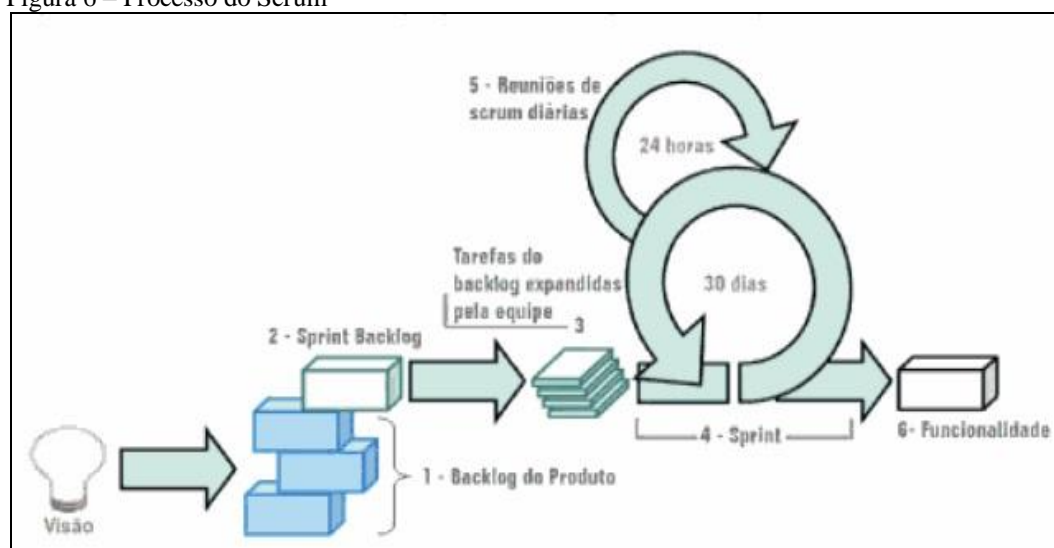 Figura 6 – Processo do Scrum
5 - Reuniões de
scrum diárias
24 horas
Tarefas do
backlog expandidas
pela equipe
3
30 dias
2 - Sprint Backlog
4 - Sprint
6- Funcionalidade
1 - Backlog do Produto
Visão